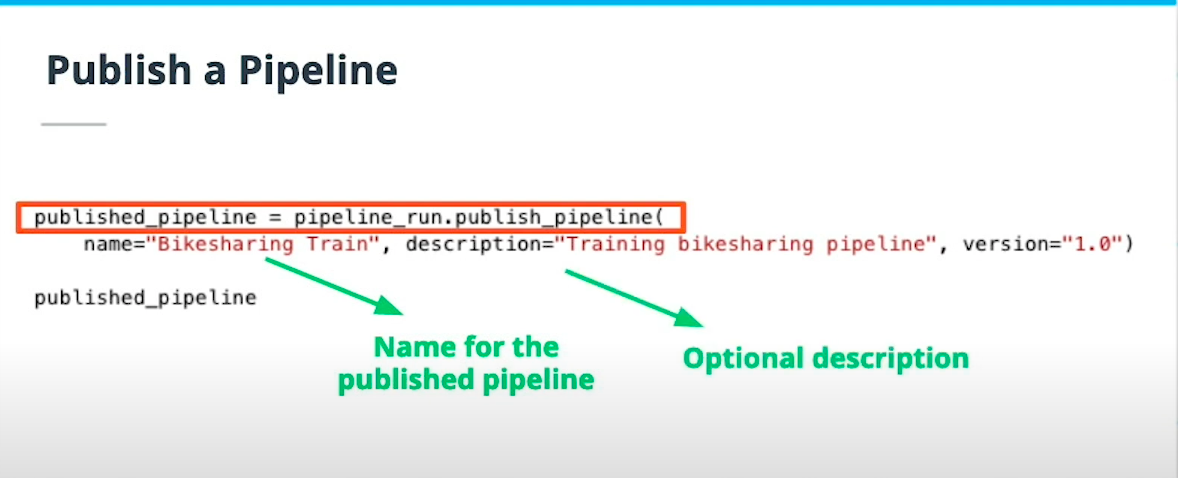 Publish a Pipeline
published_pipeline = pipeline_run.publish_pipeline(
name="Bikesharing Train", description="Training bikesharing pipeline", version="1.0")
published_pipeline
Name for the
published pipeline
Optional description